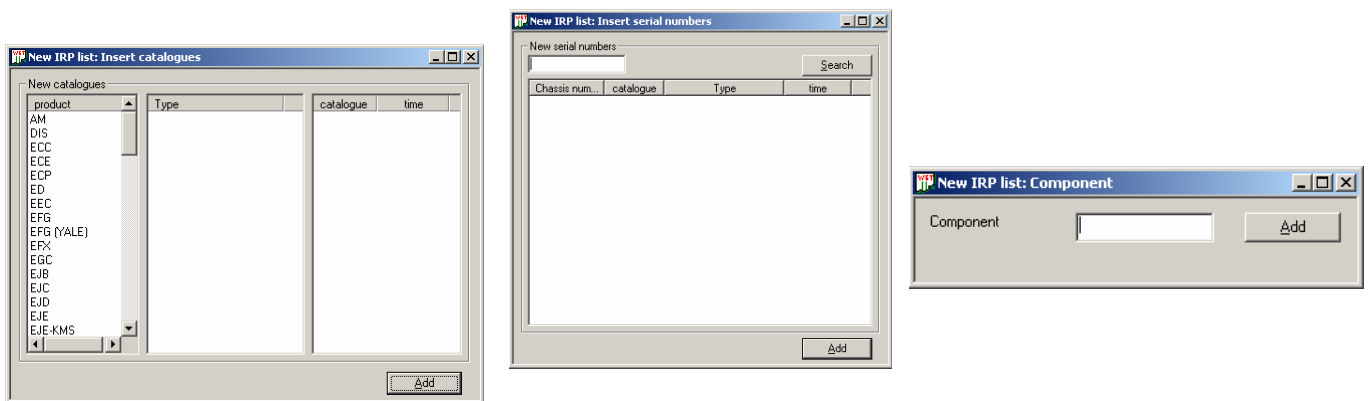 New IRP list: Insert catalogues
New catalogues
product
Type
catalogue time
AM
DIS
ECC
ECE
ECP
ED
EEC
EFG
EFG (YALE)
EFX
EGC
EJB
EJC
EJD
EJE
EJE-KMS
Add
New IRP list: Insert serial numbers
New serial numbers
Search
Chassis num... catalogue Type time
Add
New IRP list: Component
Component Add